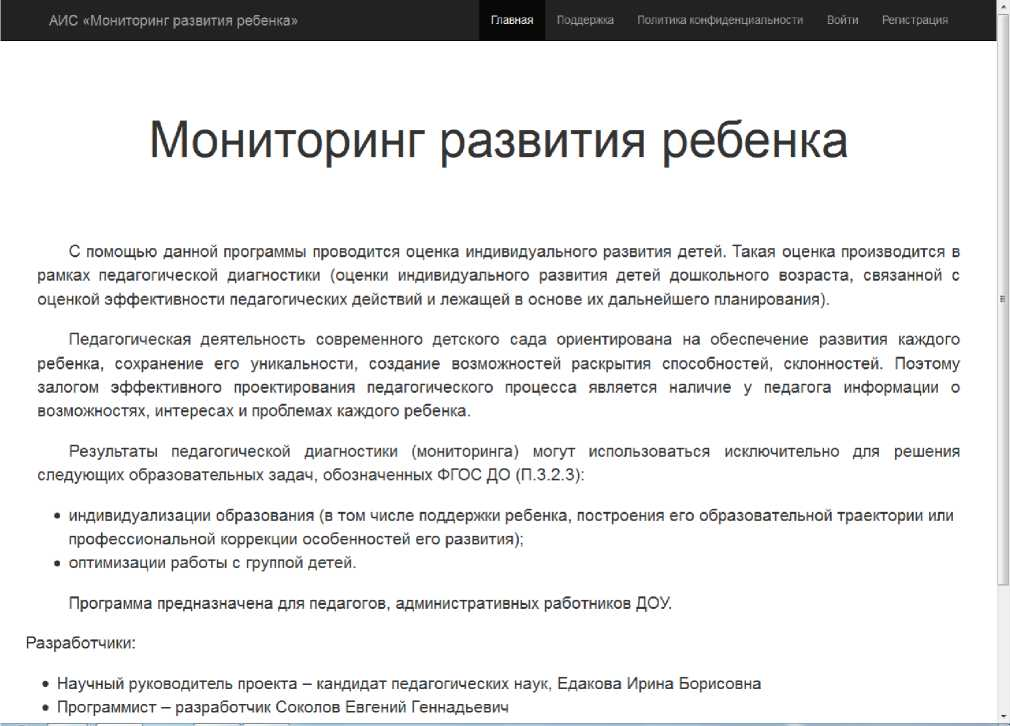 АИС «Мониторинг развития ребенка»
Главная
Поддержка
Политика конфиденциальности
Войти
Регистрация
Мониторинг развития ребенка
С помощью данной программы проводится оценка индивидуального развития детей. Такая оценка производится в
рамках педагогической диагностики (оценки индивидуального развития детей дошкольного возраста, связанной с
оценкой эффективности педагогических действий и лежащей в основе их дальнейшего планирования).
Педагогическая деятельность современного детского сада ориентирована на обеспечение развития каждого
ребенка, сохранение его уникальности, создание возможностей раскрытия способностей, склонностей. Поэтому
залогом эффективного проектирования педагогического процесса является наличие у педагога информации о
возможностях, интересах и проблемах каждого ребенка.
Результаты педагогической диагностики (мониторинга) могут использоваться исключительно для решения
следующих образовательных задач, обозначенных ФГОС ДО (П.3.2.3):
• индивидуализации образования (в том числе поддержки ребенка, построения его образовательной траектории или
профессиональной коррекции особенностей его развития);
• оптимизации работы с группой детей.
Программа предназначена для педагогов, административных работников ДОУ.
Разработчики:
• Научный руководитель проекта – кандидат педагогических наук, Едакова Ирина Борисовна
• Программист – разработчик Соколов Евгений Геннадьевич